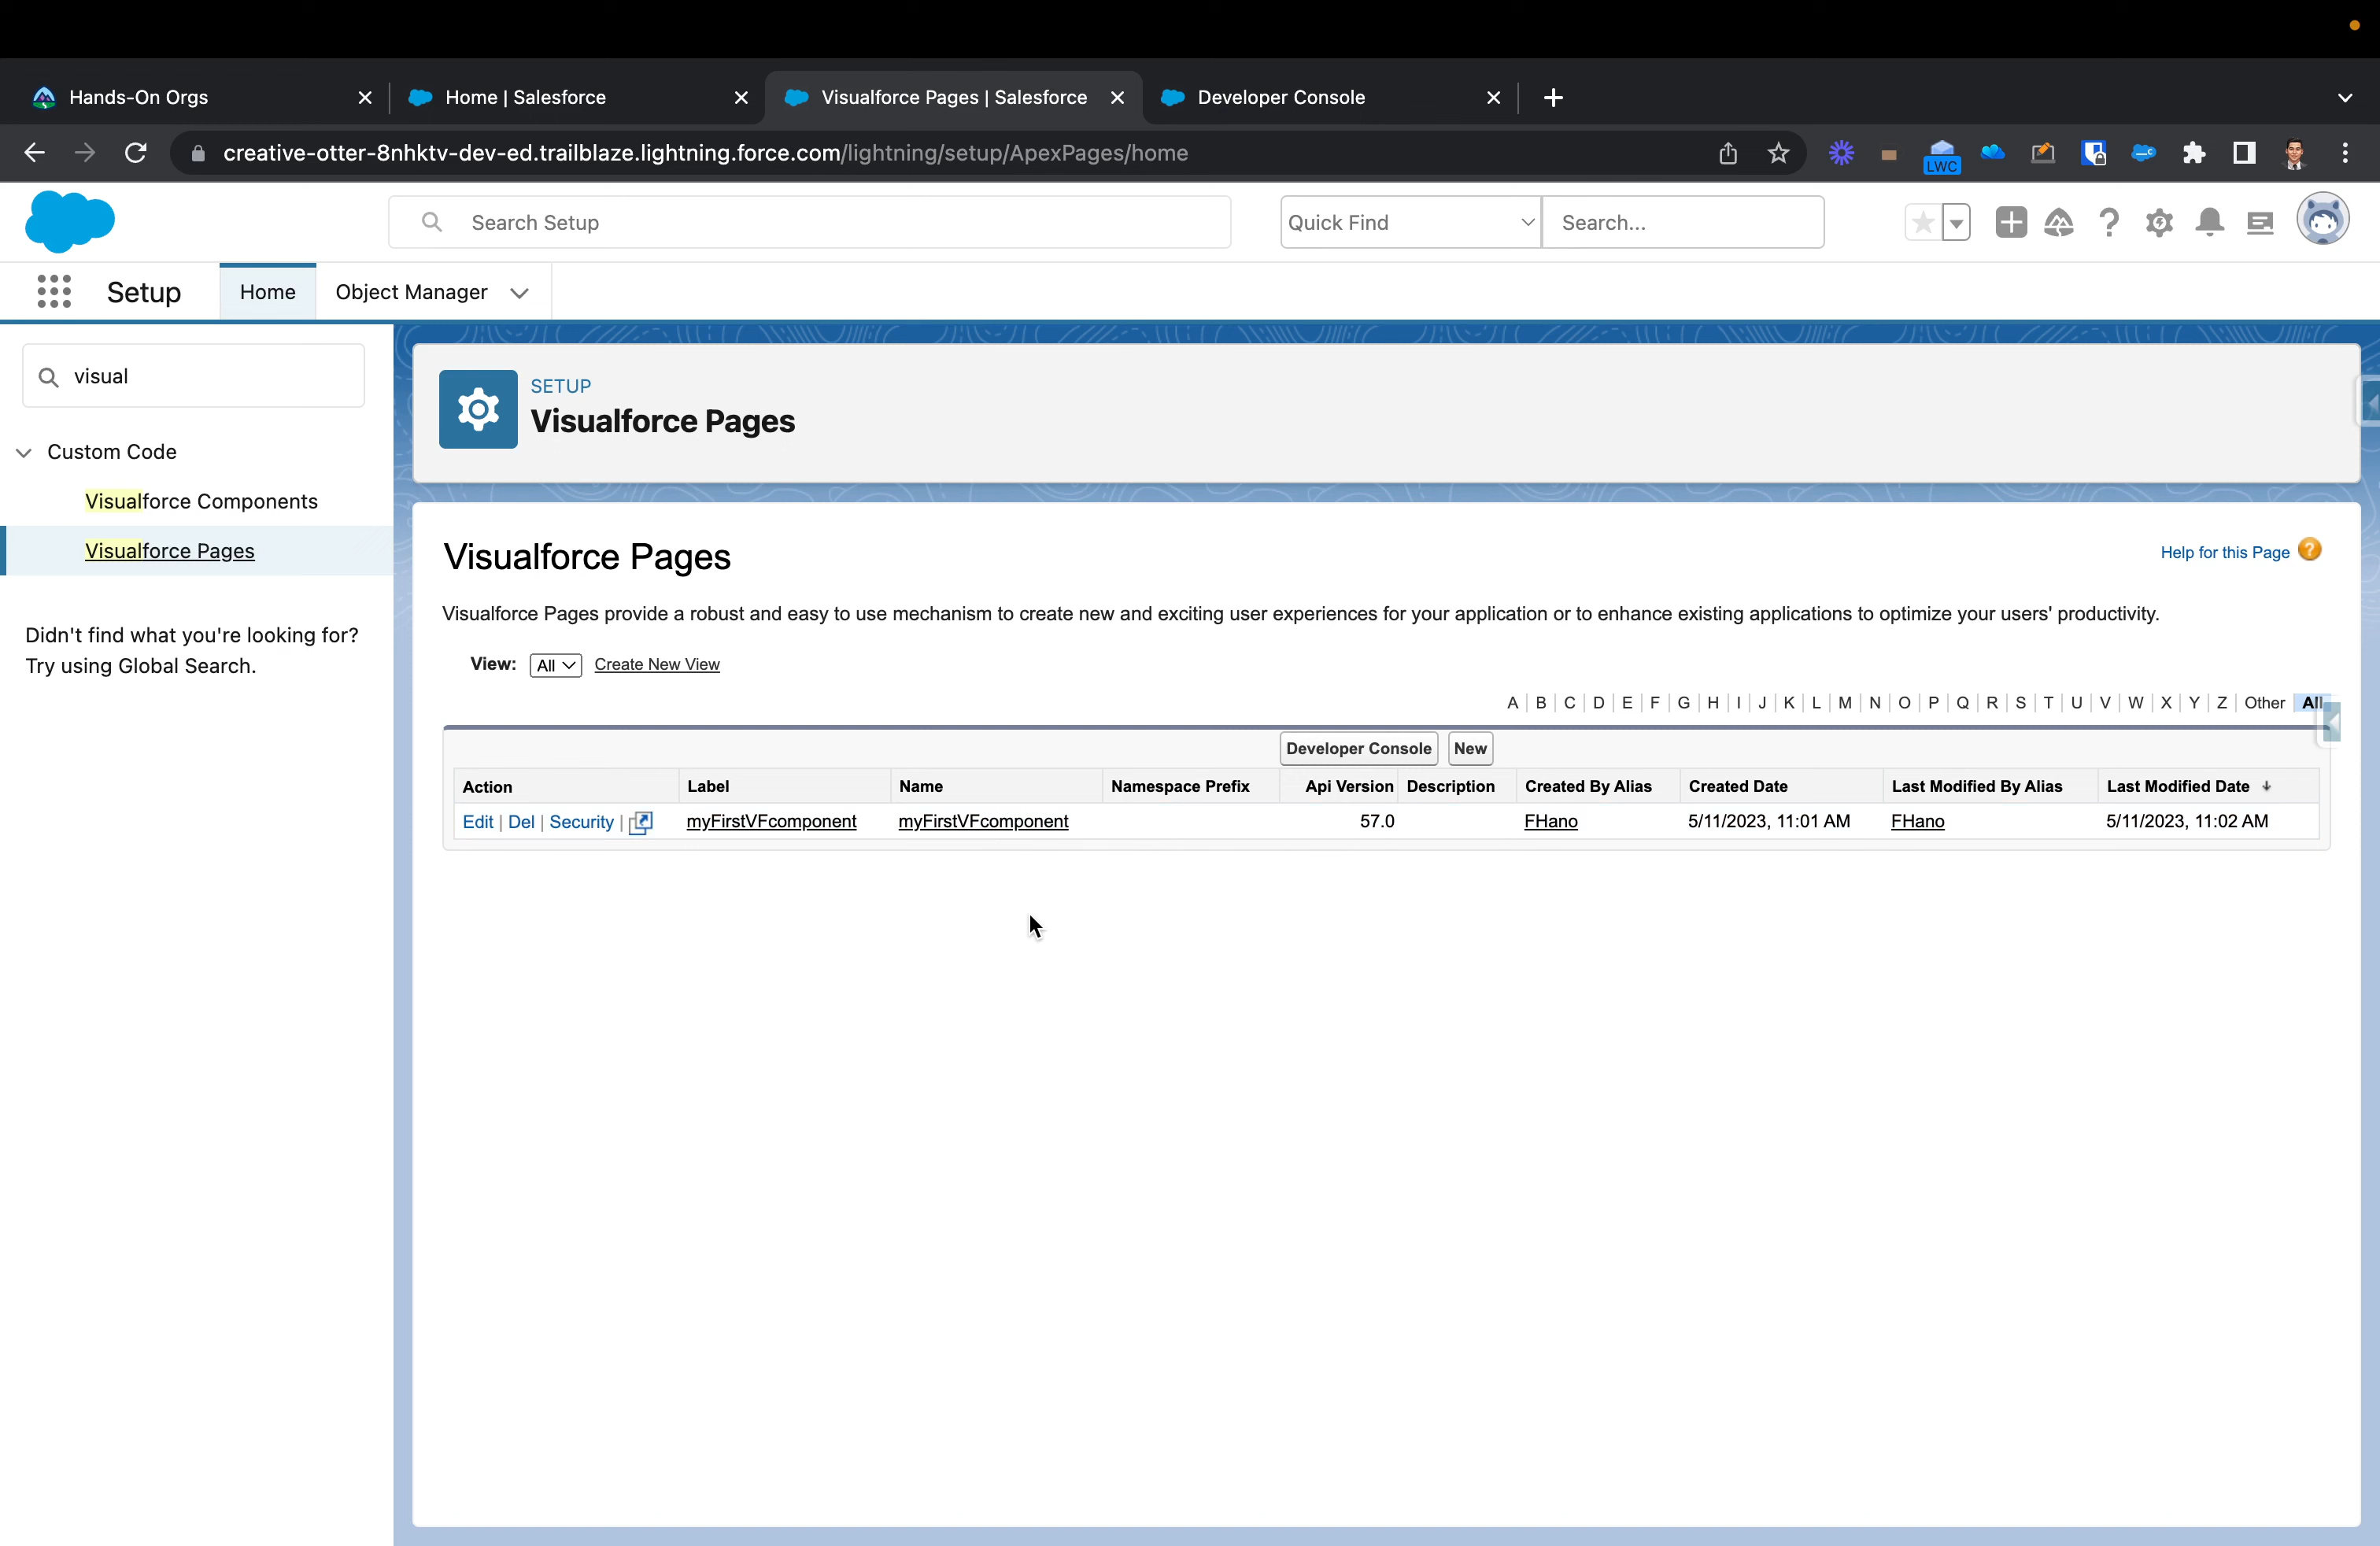 Hands-On Orgs
Home | Salesforce
Visualforce Pages | Salesforce
Developer Console
creative-otter-8nhktv-dev-ed.trailblaze.lightning.force.com/lightning/setup/ApexPages/home
LWC
Search Setup
Quick Find
Search...
Setup
Home
Object Manager
visual
Custom Code
Visualforce Components
Visualforce Pages
Didn't find what you're looking for?
Try using Global Search.
SETUP
Visualforce Pages
Visualforce Pages
Help for this Page
Visualforce Pages provide a robust and easy to use mechanism to create new and exciting user experiences for your application or to enhance existing applications to optimize your users' productivity.
View: All Create New View
A | B | C | D | E | F | G | H | I | J | K | L | M | N | O | P | Q | R | S | T | U | V | W | X | Y | Z | Other | All
Developer Console New
Action Label Name Namespace Prefix Api Version Description Created By Alias Created Date Last Modified By Alias Last Modified Date
Edit | Del | Security | myFirstVFcomponent myFirstVFcomponent 57.0 FHano 5/11/2023, 11:01 AM FHano 5/11/2023, 11:02 AM